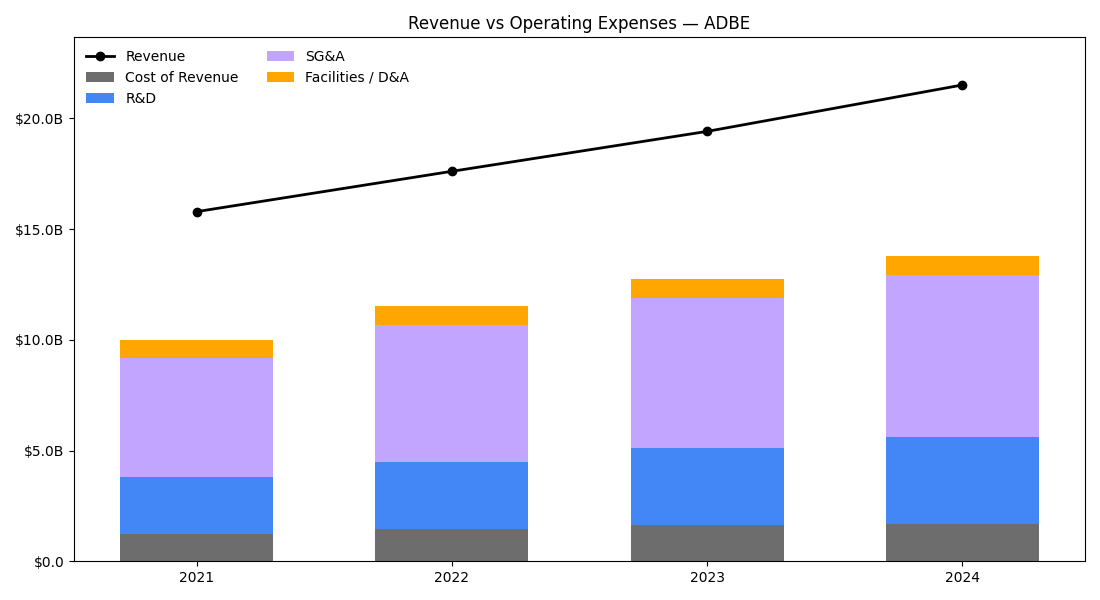 Revenue vs Operating Expenses — ADBE
Revenue
Cost of Revenue
R&D
SG&A
Facilities / D&A
$20.0B
$15.0B
$10.0B
$5.0B
$0.0
2021 2022 2023 2024